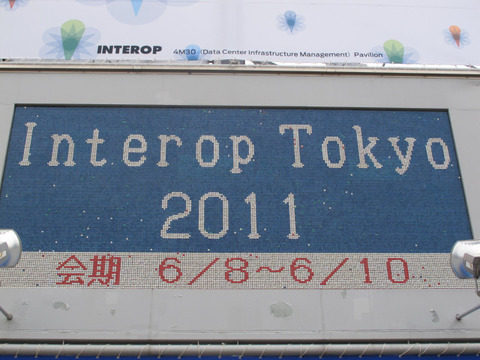 INTEROP 4M30 (Data Center Infrastructure Management) Pavilion
Interop Tokyo
2011
会期 6/8～6/10